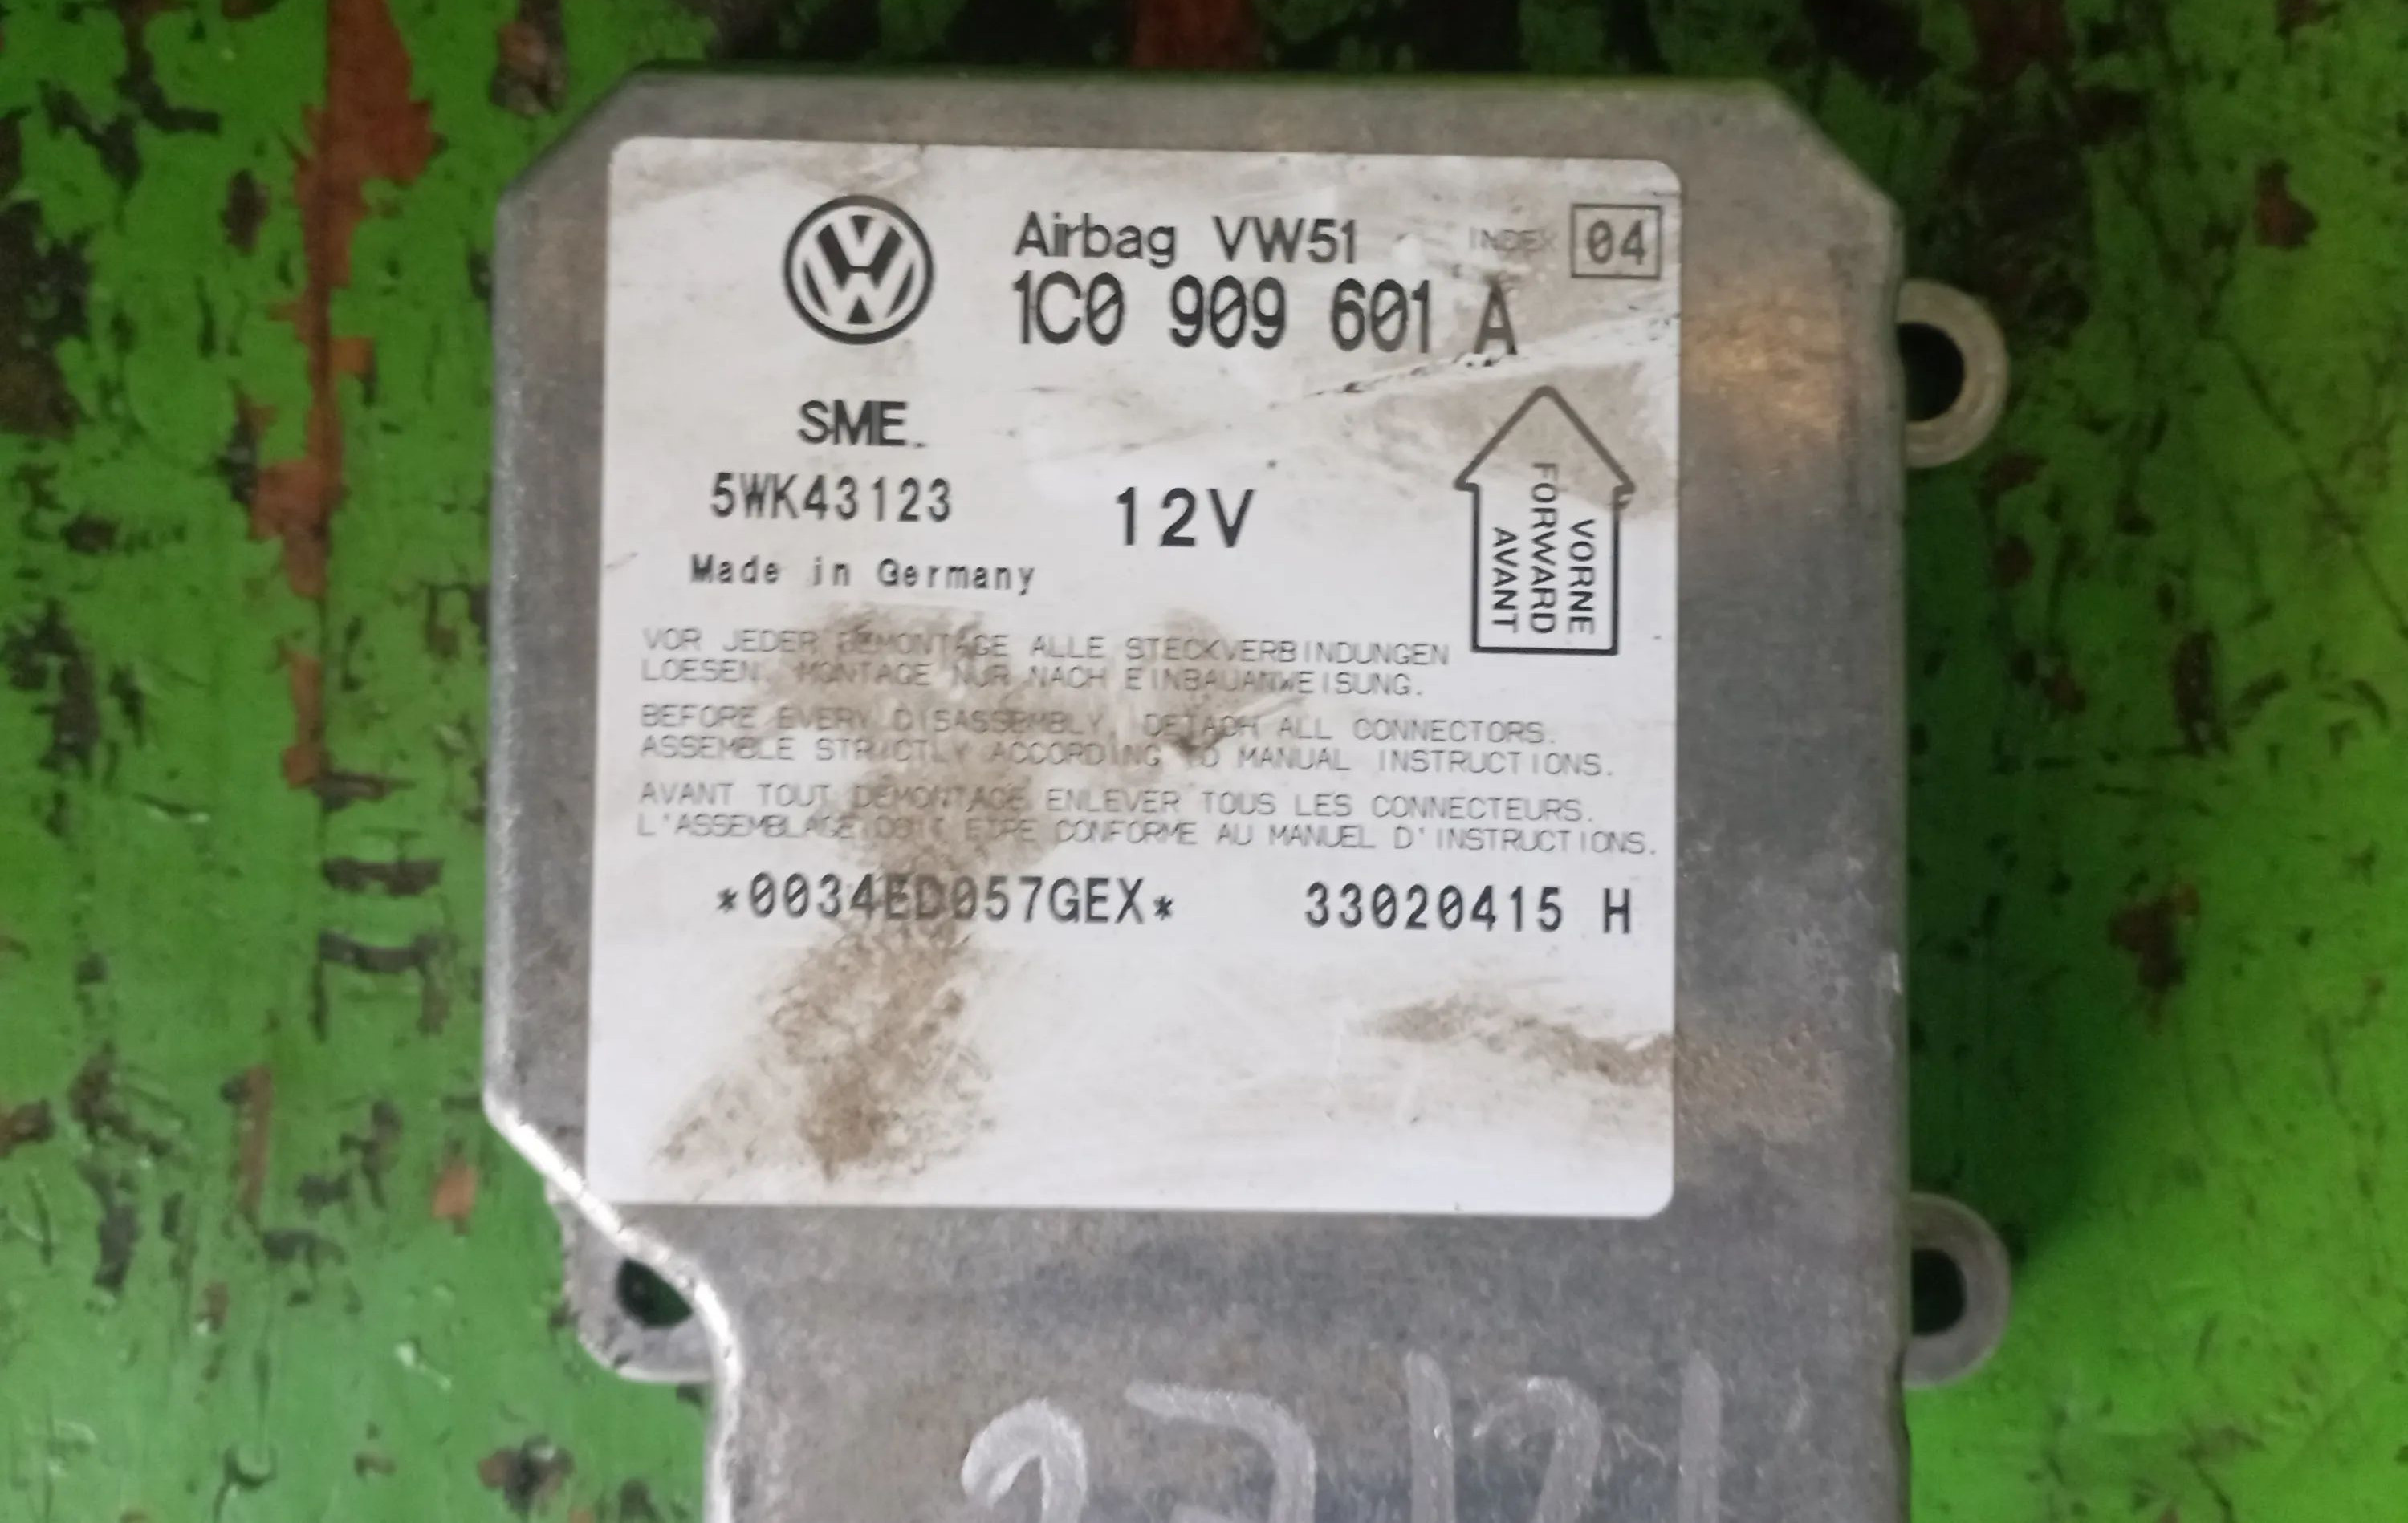 Airbag VW51 INDEX 04
1C0 909 601 A
SME.
5WK43123 12V
Made in Germany
VORNE
FORWARD
AVANT
VOR JEDER DEMONTAGE ALLE STECKVERBINDUNGEN
LOESEN. MONTAGE NUR NACH EINBAUANWEISUNG.
BEFORE EVERY DISASSEMBLY, DETACH ALL CONNECTORS.
ASSEMBLE STRICTLY ACCORDING TO MANUAL INSTRUCTIONS.
AVANT TOUT DEMONTAGE ENLEVER TOUS LES CONNECTEURS.
L'ASSEMBLAGE DOIT ETRE CONFORME AU MANUEL D'INSTRUCTIONS.
*0034ED057GEX* 33020415 H